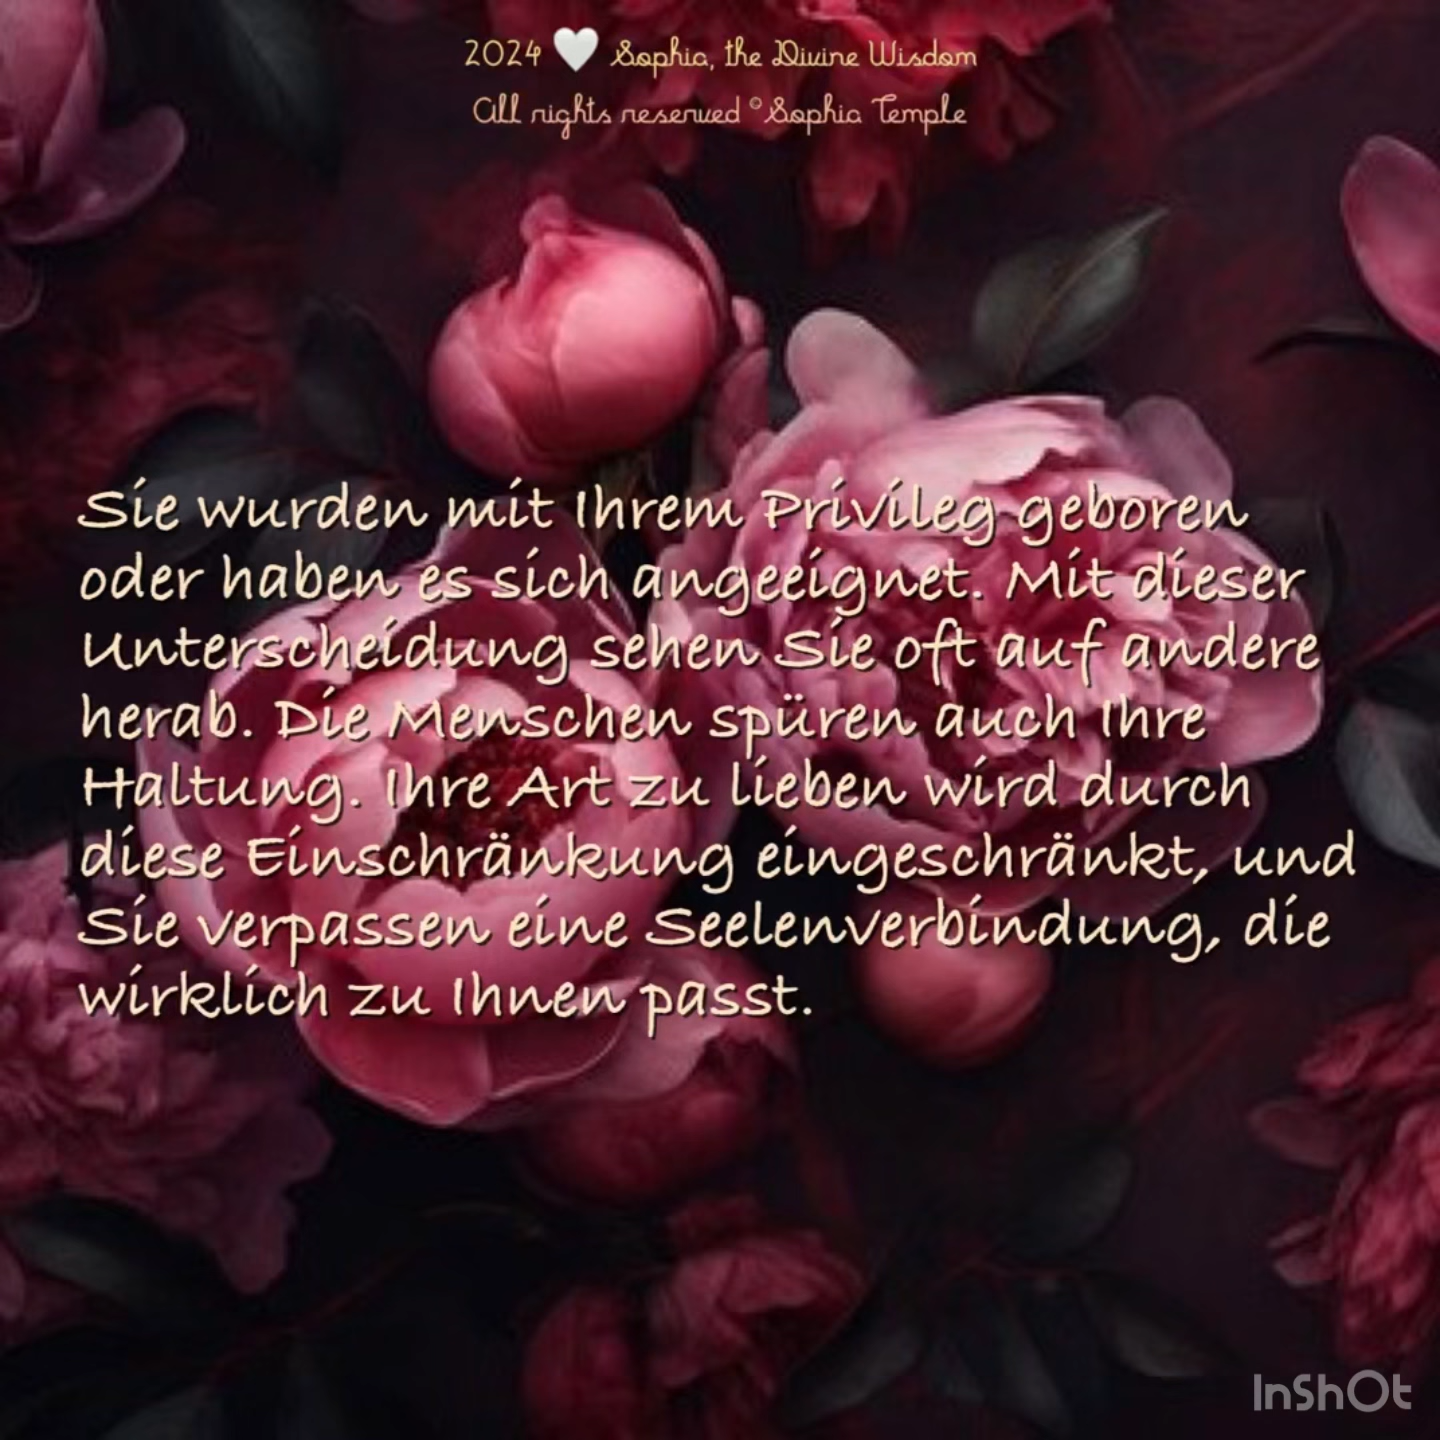 2024 🤍 Sophia, the Divine Wisdom
All rights reserved ©Sophia Temple
Sie wurden mit Ihrem Privileg geboren
oder haben es sich angeeignet. Mit dieser
Unterscheidung sehen Sie oft auf andere
herab. Die Menschen spüren auch Ihre
Haltung. Ihre Art zu lieben wird durch
diese Einschränkung eingeschränkt, und
Sie verpassen eine Seelenverbindung, die
wirklich zu Ihnen passt.
InShOt